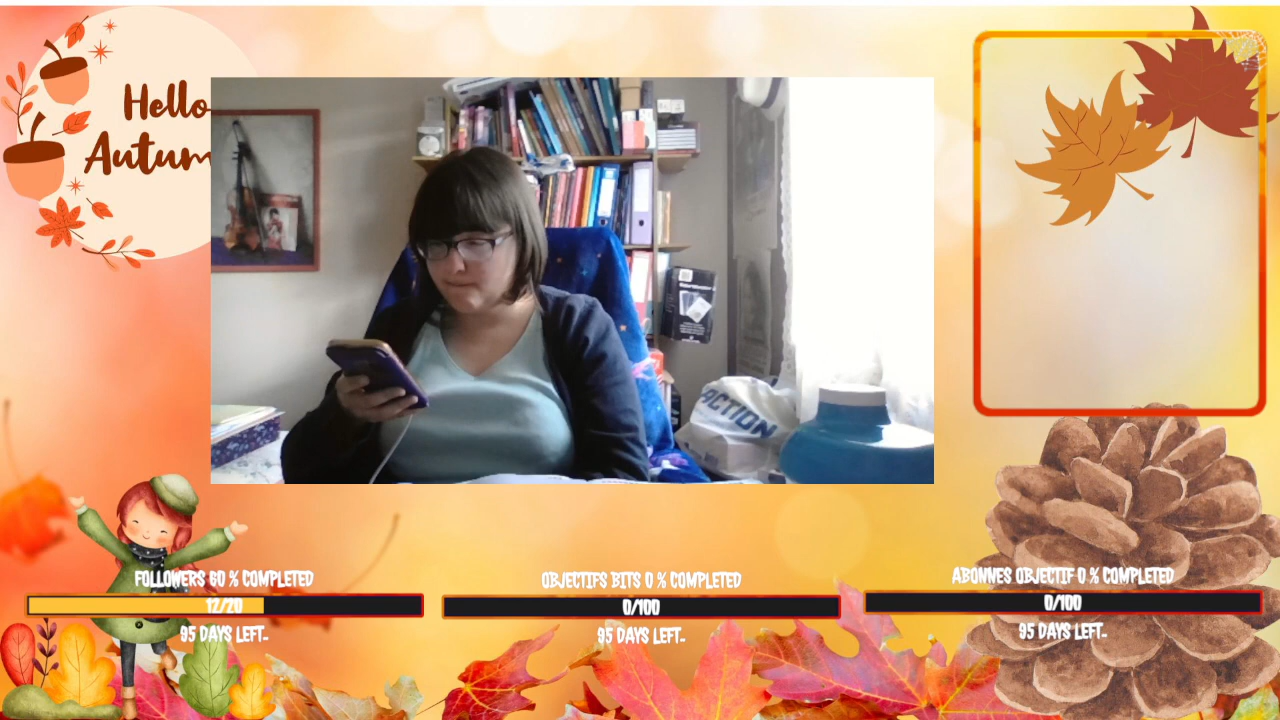 Hello
Autum
ACTION
FOLLOWERS 60 % COMPLETED
12/20
95 DAYS LEFT..
OBJECTIFS BITS 0 % COMPLETED
0/100
95 DAYS LEFT..
ABONNES OBJECTIF 0 % COMPLETED
0/100
95 DAYS LEFT..